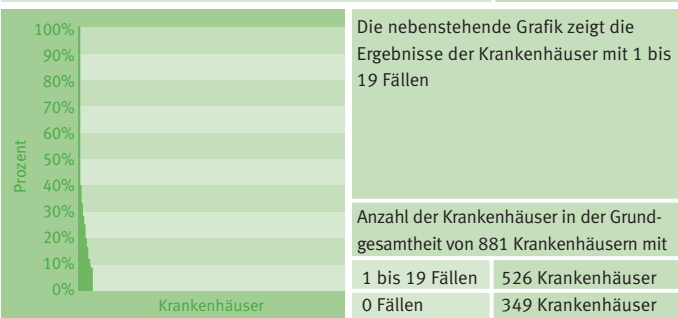 100%
90%
80%
70%
60%
50%
40%
30%
20%
10%
0%
Prozent
Krankenhäuser
Die nebenstehende Grafik zeigt die
Ergebnisse der Krankenhäuser mit 1 bis
19 Fällen
Anzahl der Krankenhäuser in der Grund-
gesamtheit von 881 Krankenhäusern mit
1 bis 19 Fällen 526 Krankenhäuser
0 Fällen 349 Krankenhäuser